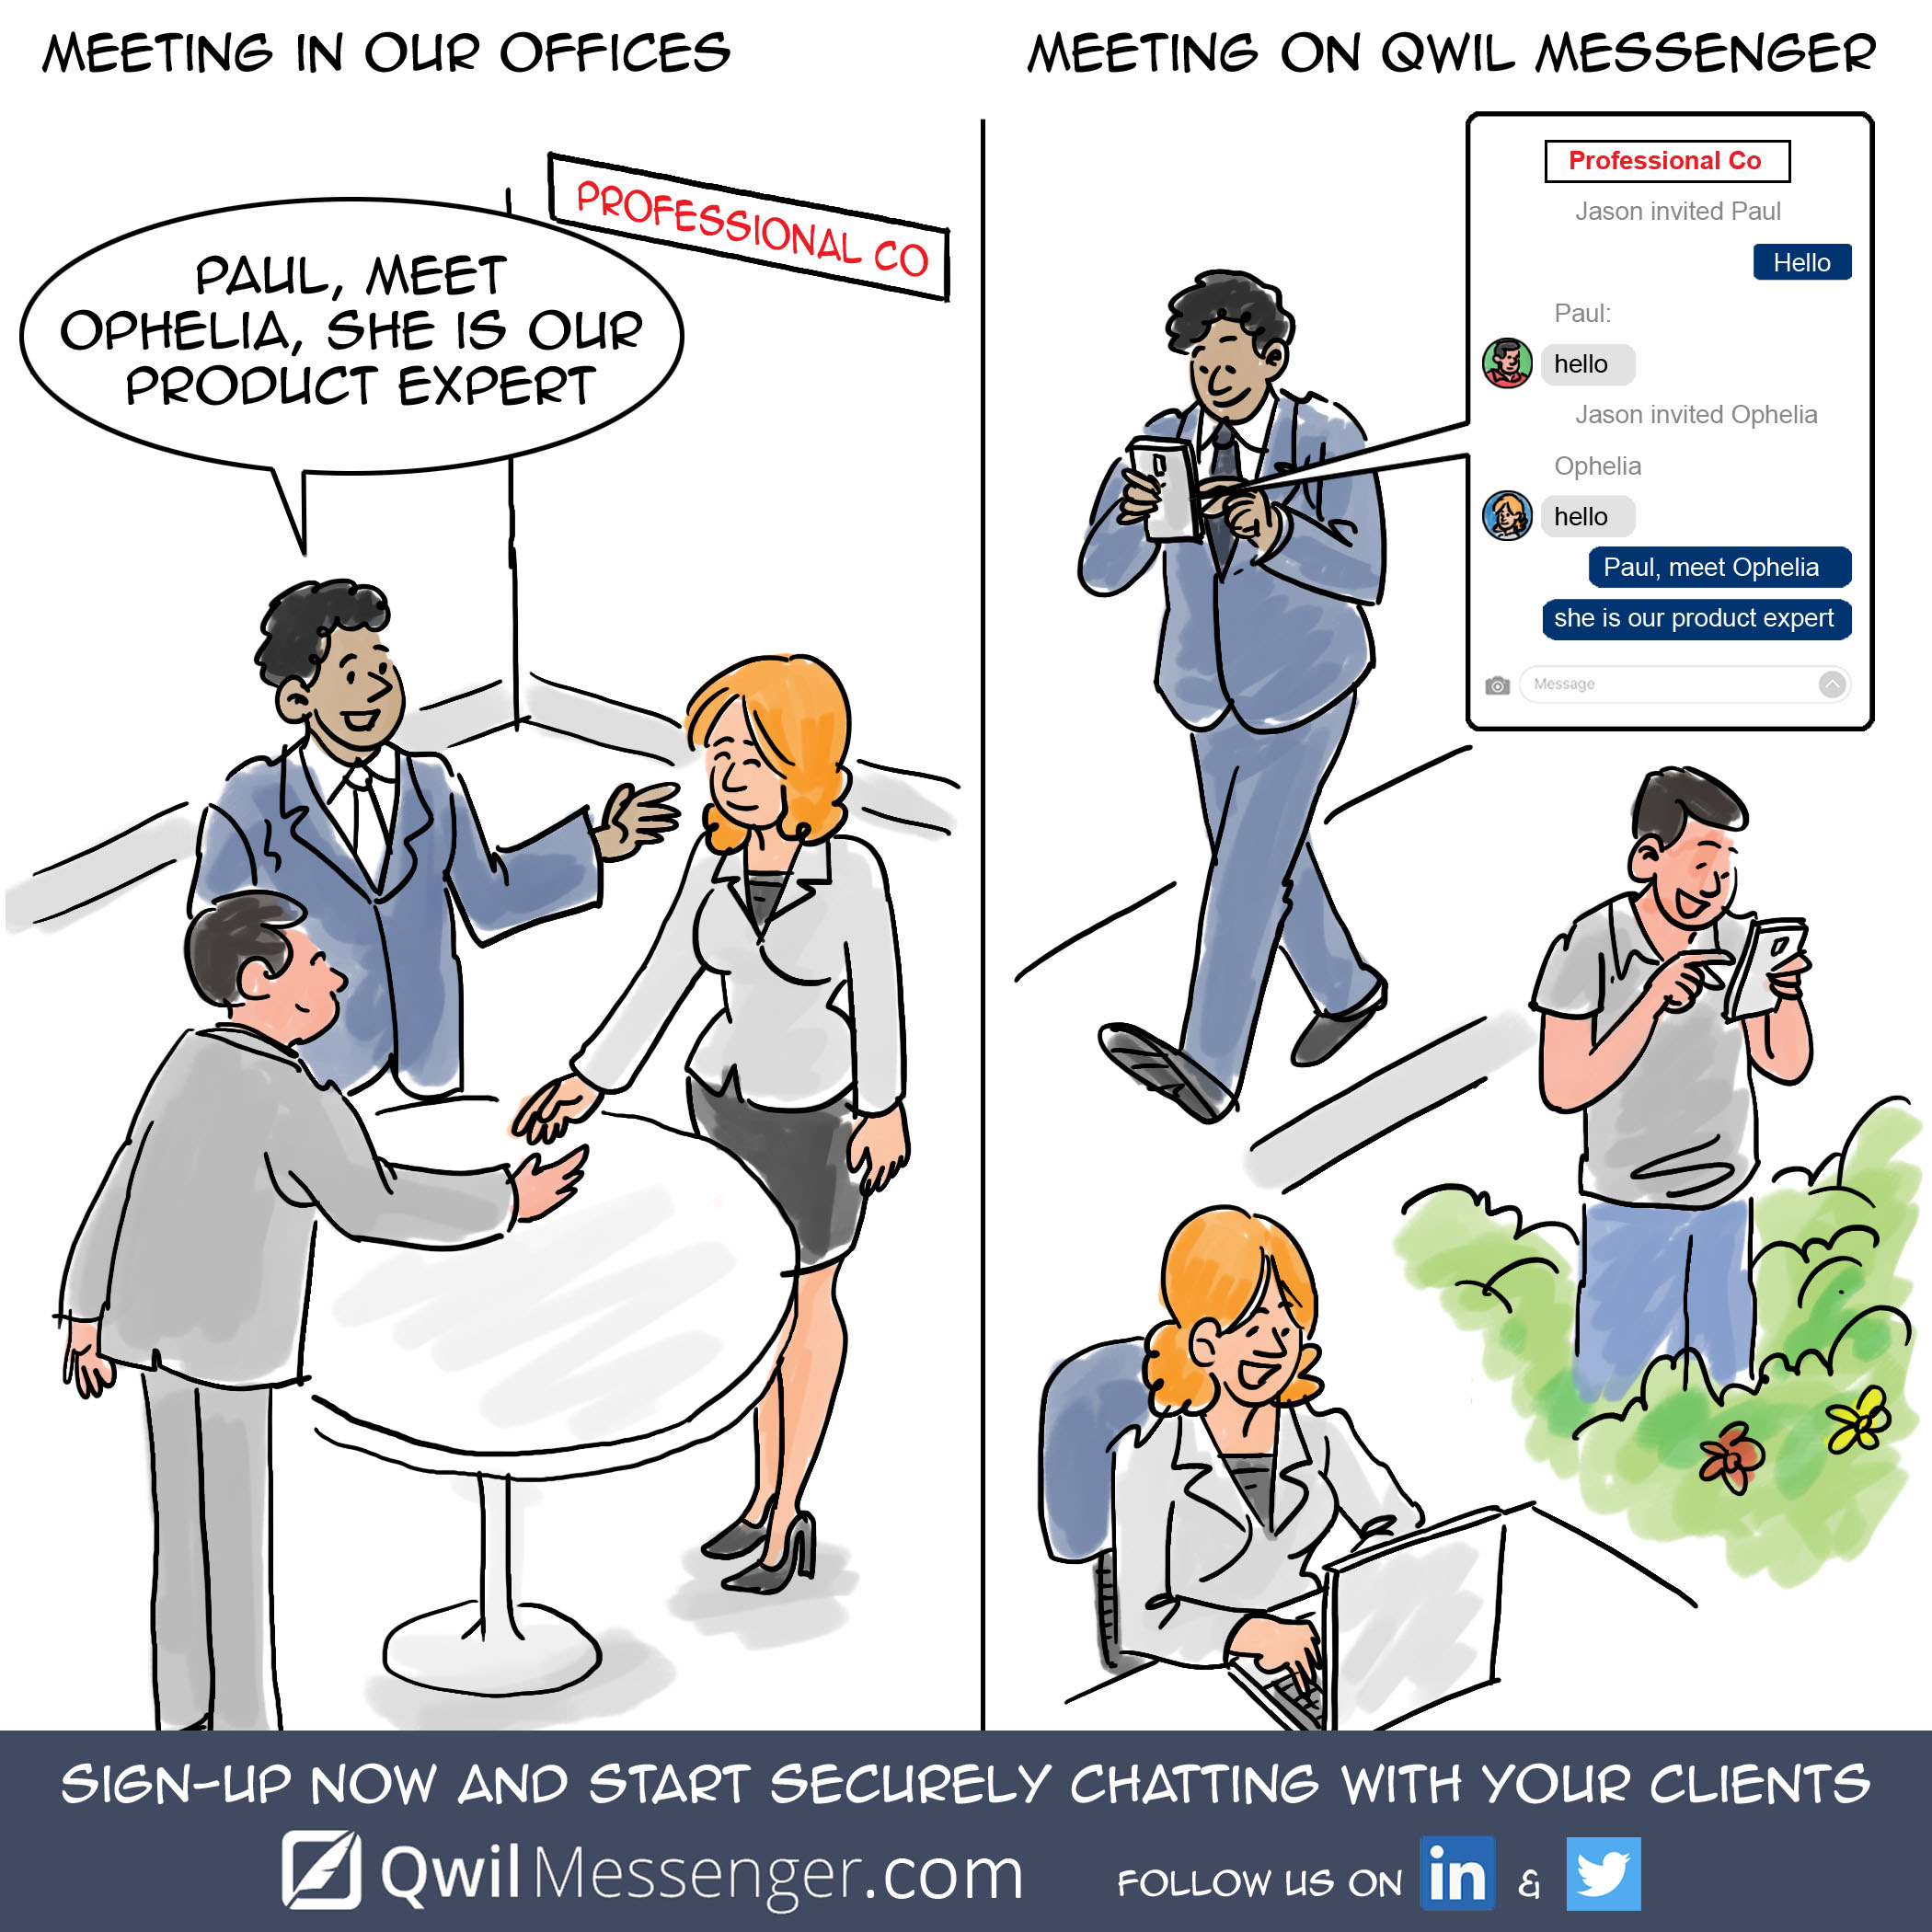 MEETING IN OUR OFFICES
PROFESSIONAL CO
PAUL, MEET
OPHELIA, SHE IS OUR
PRODUCT EXPERT
MEETING ON QWIL MESSENGER
Professional Co
Jason invited Paul
Hello
Paul:
hello
Jason invited Ophelia
Ophelia
hello
Paul, meet Ophelia
she is our product expert
Message
SIGN-UP NOW AND START SECURELY CHATTING WITH YOUR CLIENTS
QwilMessenger.com
FOLLOW US ON in &